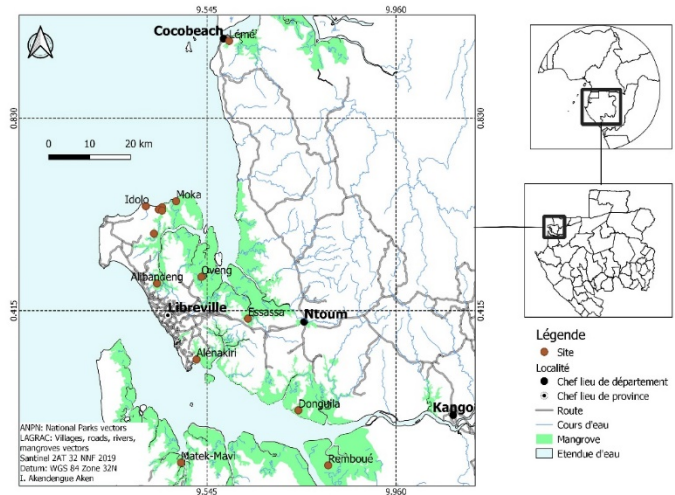 9.545
9.960
Cocobeach
Lémé
0.830
0.830
0
10
20 km
Idolo
Moka
Alibandeng
Oveng
0.415
0.415
Libreville
Essassa
Ntoum
Alénakiri
Donguila
Kango
Matek-Mavi
Remboué
ANPN: National Parks vectors
LAGRAC: Villages, roads, rivers,
mangroves vectors
Sentinel 2AT 32 NNF 2019
Datum: WGS 84 Zone 32N
I. Akendengue Aken
9.545
9.960
Légende
Site
Localité
Chef lieu de département
Chef lieu de province
Route
Cours d'eau
Mangrove
Etendue d'eau